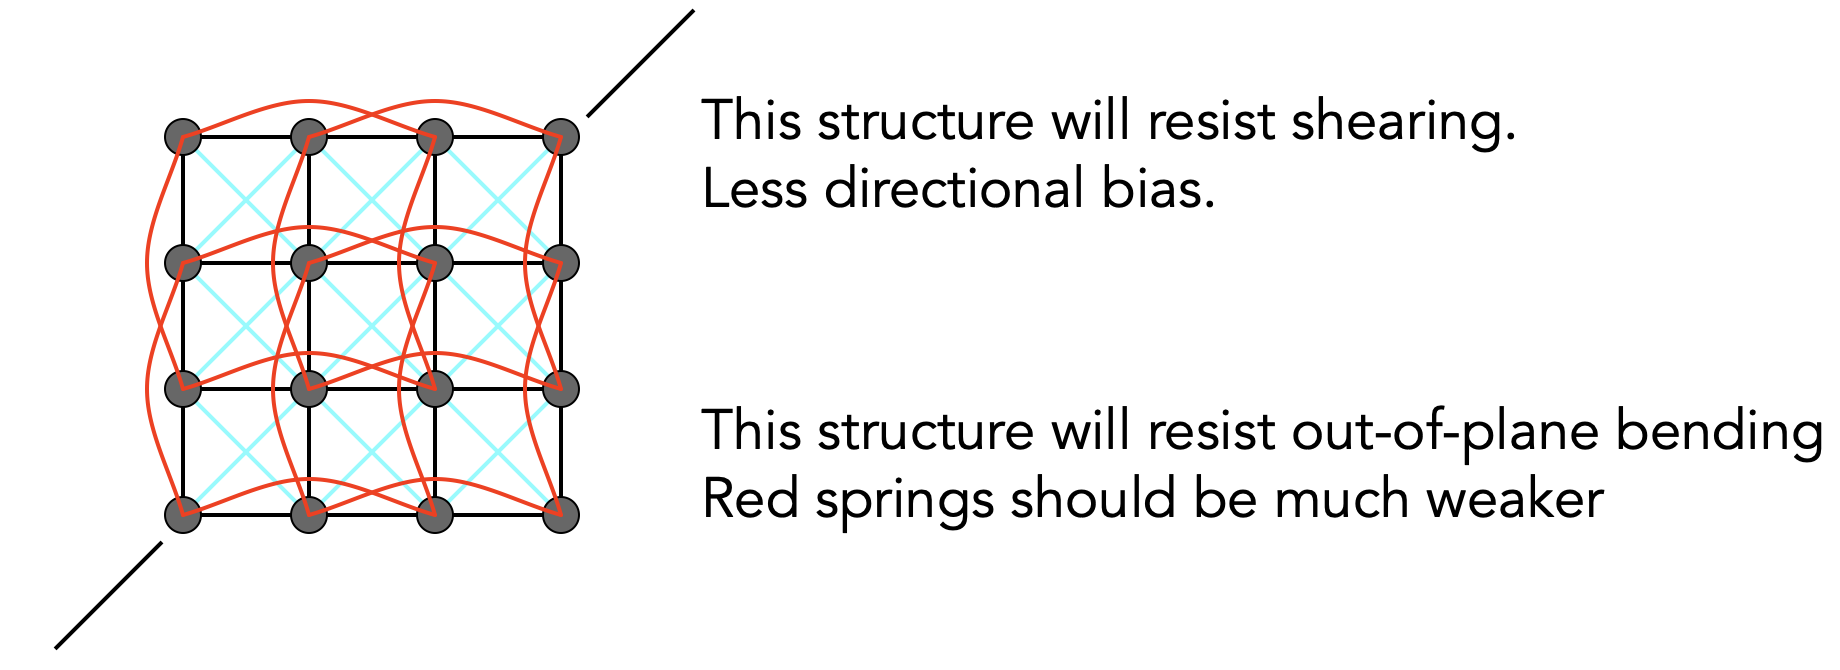 This structure will resist shearing.
Less directional bias.
This structure will resist out-of-plane bending
Red springs should be much weaker